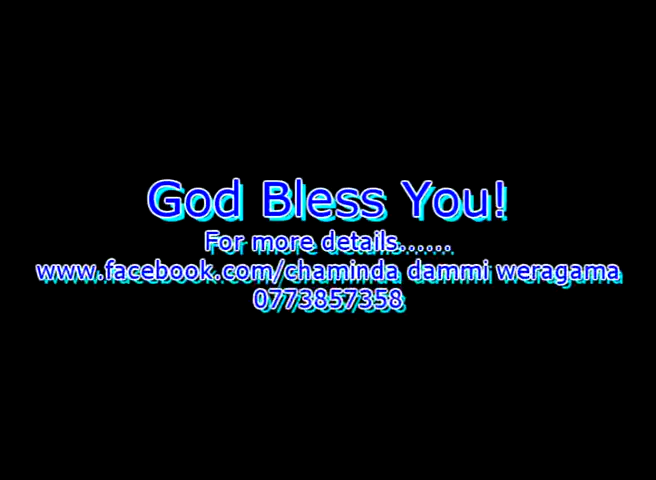 God Bless You!
For more details......
www.facebook.com/chaminda dammi weragama
0773857358